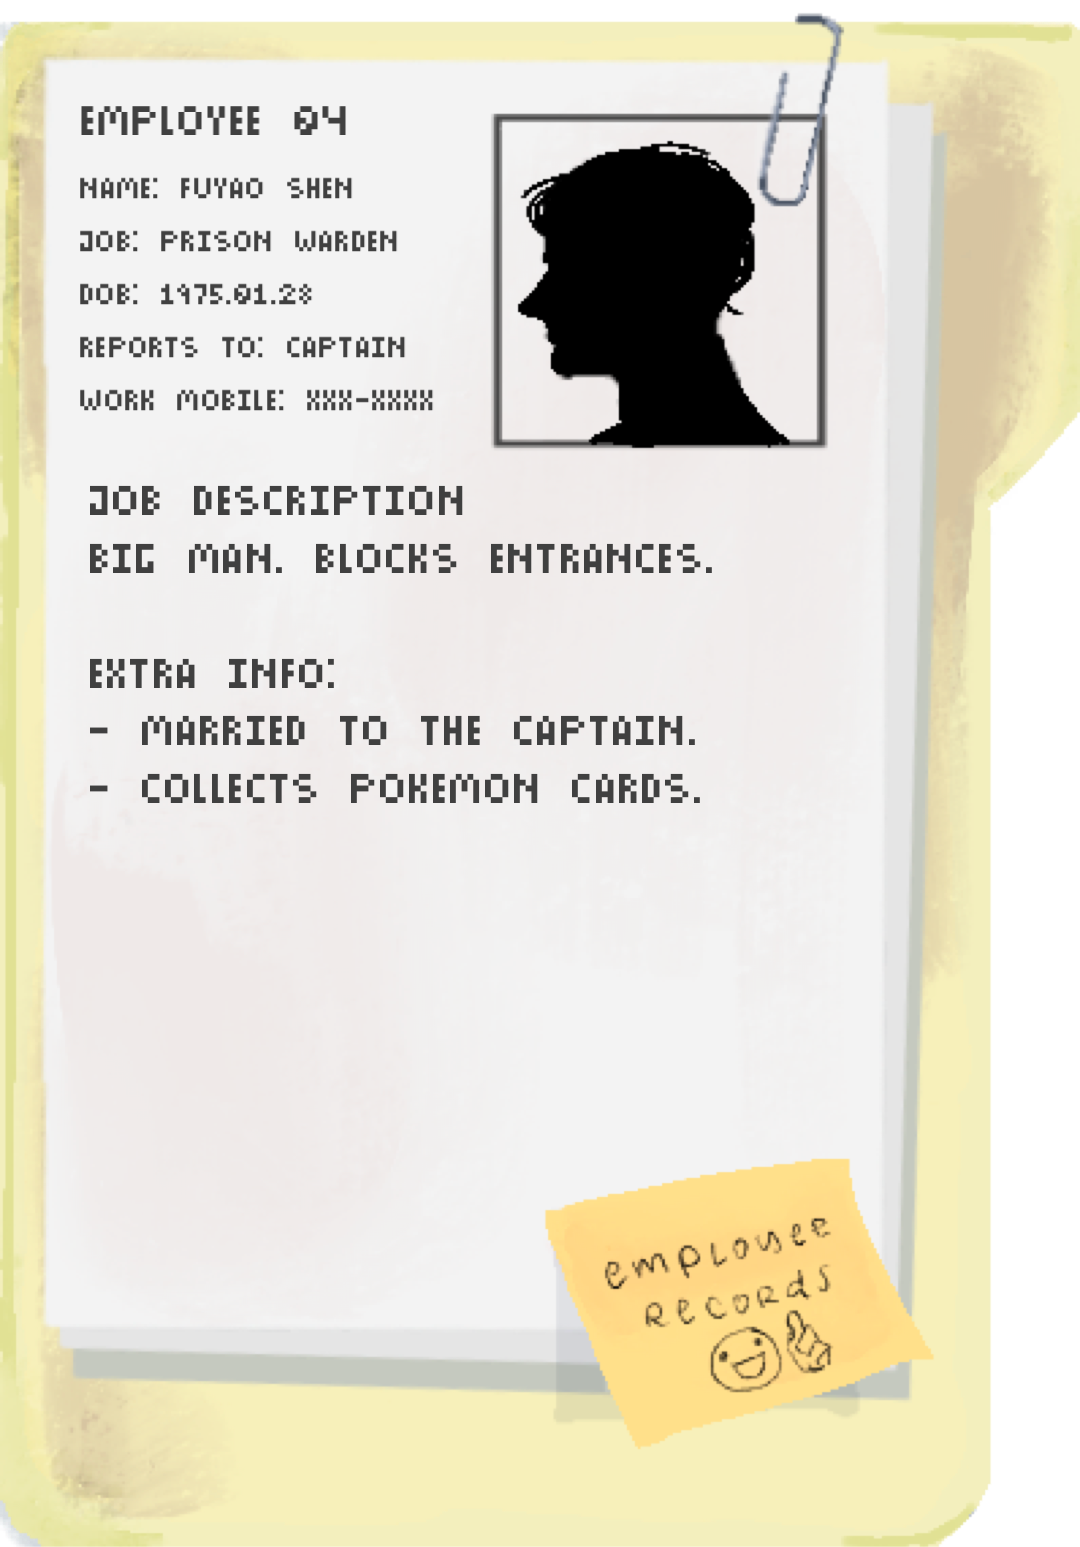 EMPLOYEE 04
NAME: FUYAO SHEN
JOB: PRISON WARDEN
DOB: 1975.01.28
REPORTS TO: CAPTAIN
WORK MOBILE: XXX-XXXX
JOB DESCRIPTION
BIG MAN. BLOCKS ENTRANCES.
EXTRA INFO:
- MARRIED TO THE CAPTAIN.
- COLLECTS POKEMON CARDS.
employee
RECORdS